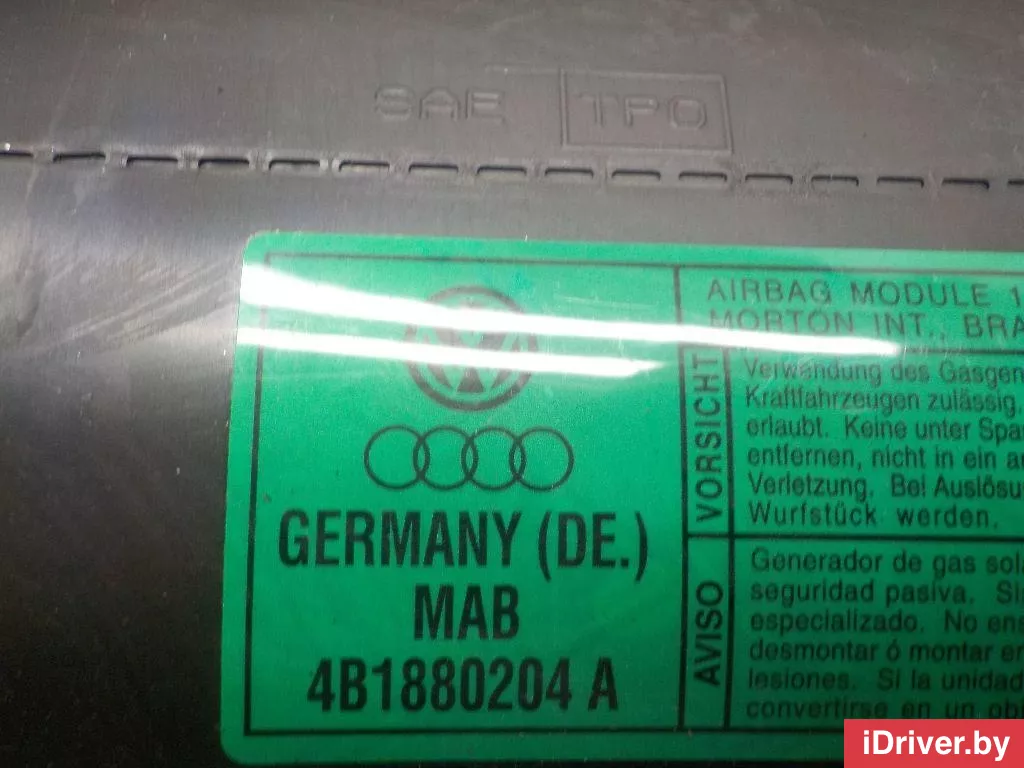 SAE TPO
AIRBAG MODULE 1
MORTON INT., BRA
GERMANY (DE.)
MAB
4B1880204 A
VORSICHT
Verwendung des Gasgen
Kraftfahrzeugen zulässig.
erlaubt. Keine unter Spa
entfernen, nicht in ein a
Verletzung. Bei Auslösu
Wurfstück werden.
AVISO
Generador de gas sol
seguridad pasiva. Si
especializado. No ens
desmontar ó montar en
lesiones. Si la unidad
convertirse en un obj
iDriver.by